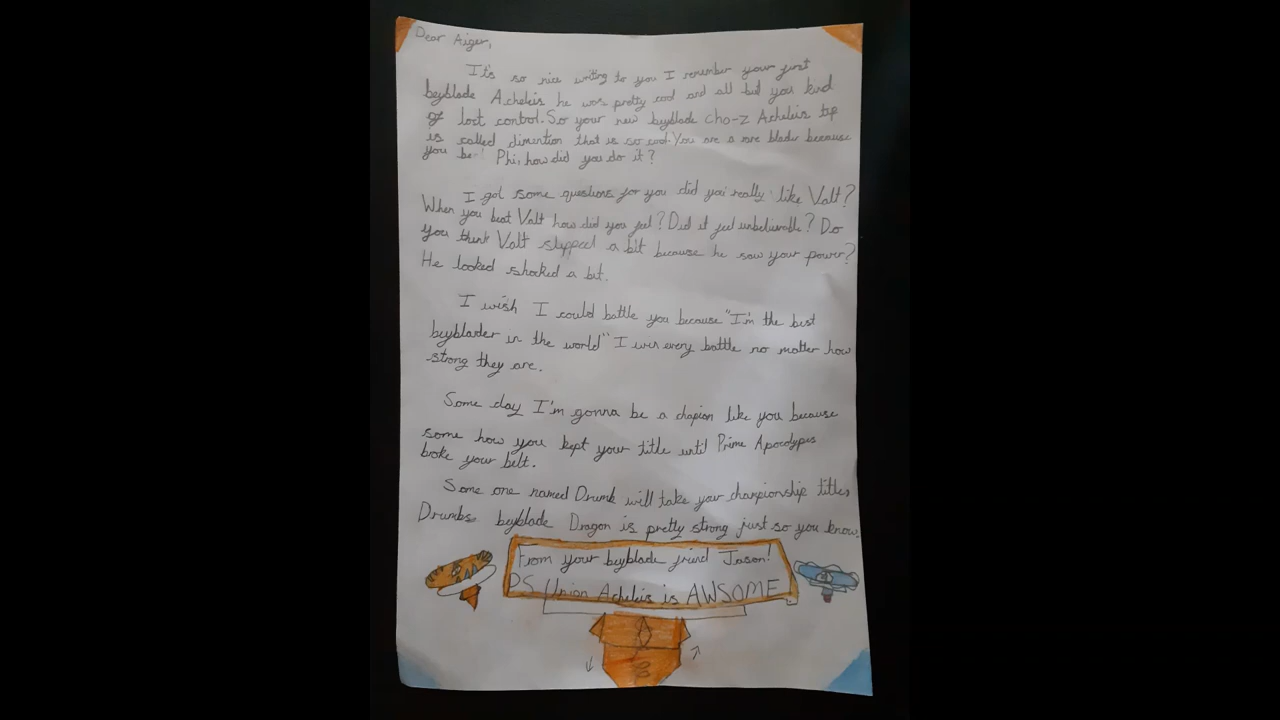 Dear Aiger,
It's so nice writing to you I remember your first
beyblade Acheleis he was pretty cool and all but you kind
of lost control. So your new beyblade cho-z Acheleis tip
is called dimention that is so cool. You are a rare blader because
you be Phi, how did you do it?
I got some questions for you did you really like Valt?
When you beat Valt how did you feel? Did it feel unbelievable? Do
you think Valt slipped a bit because he saw your power?
He looked shocked a bit.
I wish I could battle you because "I'm the best
beyblader in the world" I win every battle no matter how
strong they are.
Some day I'm gonna be a chapion like you because
some how you kept your title until Prime Apocolypes
broke your belt.
Some one named Drumk will take your championship titles
Drumbs beyblade Dragon is pretty strong just so you know.
From your beyblade friend Jason!
PS Union Acheleis is AWSOME